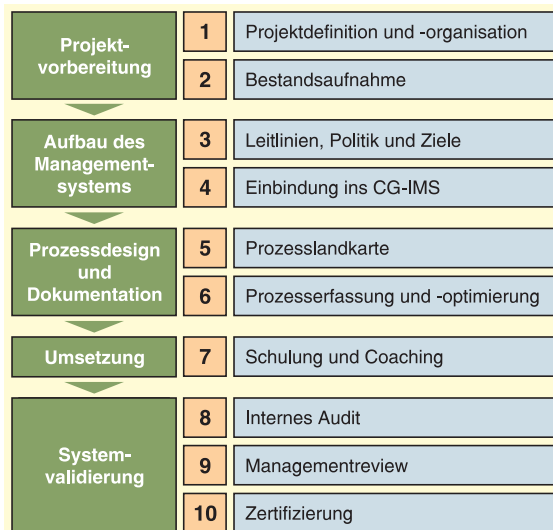 Projekt-
vorbereitung
1 Projektdefinition und -organisation
2 Bestandsaufnahme
Aufbau des
Management-
systems
3 Leitlinien, Politik und Ziele
4 Einbindung ins CG-IMS
Prozessdesign
und
Dokumentation
5 Prozesslandkarte
6 Prozesserfassung und -optimierung
Umsetzung
7 Schulung und Coaching
System-
validierung
8 Internes Audit
9 Managementreview
10 Zertifizierung